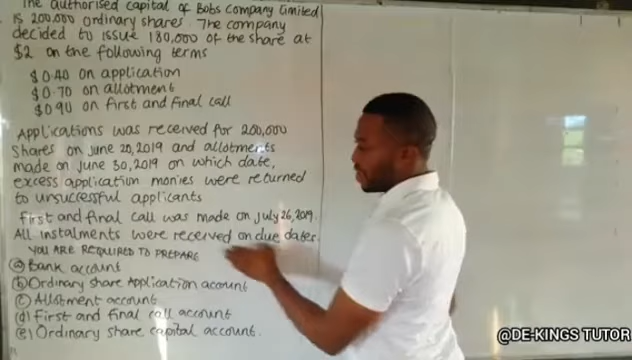 The authorised capital of Bobs Company Limited
is 200,000 ordinary shares. The company
decided to issue 180,000 of the share at
$2 on the following terms
$0.40 on application
$0.70 on allotment
$0.90 on first and final call
Applications was received for 200,000
shares on June 20,2019 and allotments
made on June 30,2019 on which date,
excess application monies were returned
to unsuccessful applicants
First and final call was made on July 26,2019.
All instalments were received on due dates.
YOU ARE REQUIRED TO PREPARE
(a) Bank account
(b) Ordinary share Application account
(c) Allotment account
(d) First and final call account
(e) Ordinary share capital account.
@DE-KINGS TUTOR